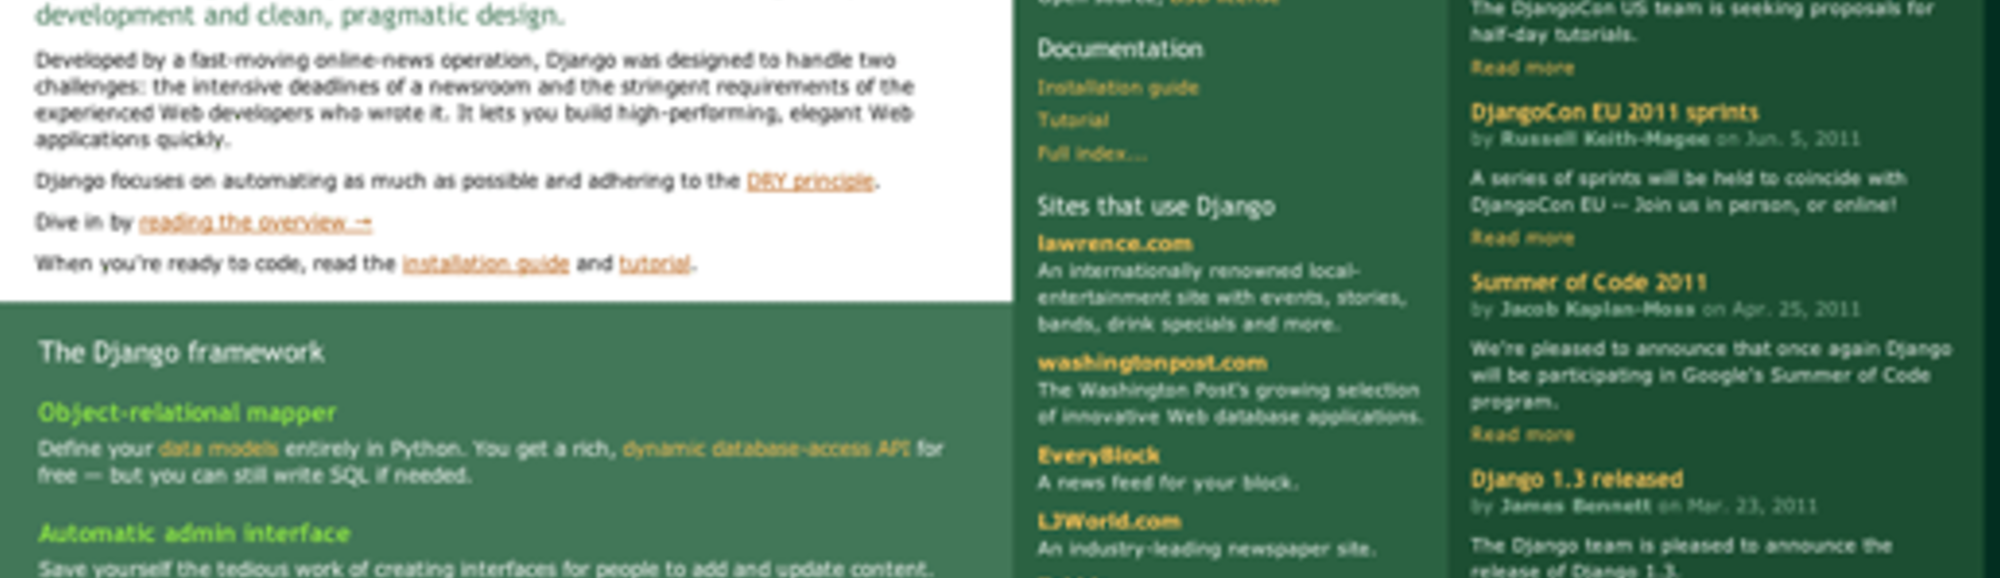 development and clean, pragmatic design.
Developed by a fast-moving online-news operation, Django was designed to handle two
challenges: the intensive deadlines of a newsroom and the stringent requirements of the
experienced Web developers who wrote it. It lets you build high-performing, elegant Web
applications quickly.
Django focuses on automating as much as possible and adhering to the DRY principle.
Dive in by reading the overview →
When you're ready to code, read the installation guide and tutorial.
The Django framework
Object-relational mapper
Define your data models entirely in Python. You get a rich, dynamic database-access API for
free — but you can still write SQL if needed.
Automatic admin interface
Save yourself the tedious work of creating interfaces for people to add and update content.
Open source, BSD license
Documentation
Installation guide
Tutorial
Full index...
Sites that use Django
lawrence.com
An internationally renowned local-
entertainment site with events, stories,
bands, drink specials and more.
washingtonpost.com
The Washington Post's growing selection
of innovative Web database applications.
EveryBlock
A news feed for your block.
LJWorld.com
An industry-leading newspaper site.
The DjangoCon US team is seeking proposals for
half-day tutorials.
Read more
DjangoCon EU 2011 sprints
by Russell Keith-Magee on Jun. 5, 2011
A series of sprints will be held to coincide with
DjangoCon EU -- Join us in person, or online!
Read more
Summer of Code 2011
by Jacob Kaplan-Moss on Apr. 25, 2011
We're pleased to announce that once again Django
will be participating in Google's Summer of Code
program.
Read more
Django 1.3 released
by James Bennett on Mar. 23, 2011
The Django team is pleased to announce the
release of Django 1.3.